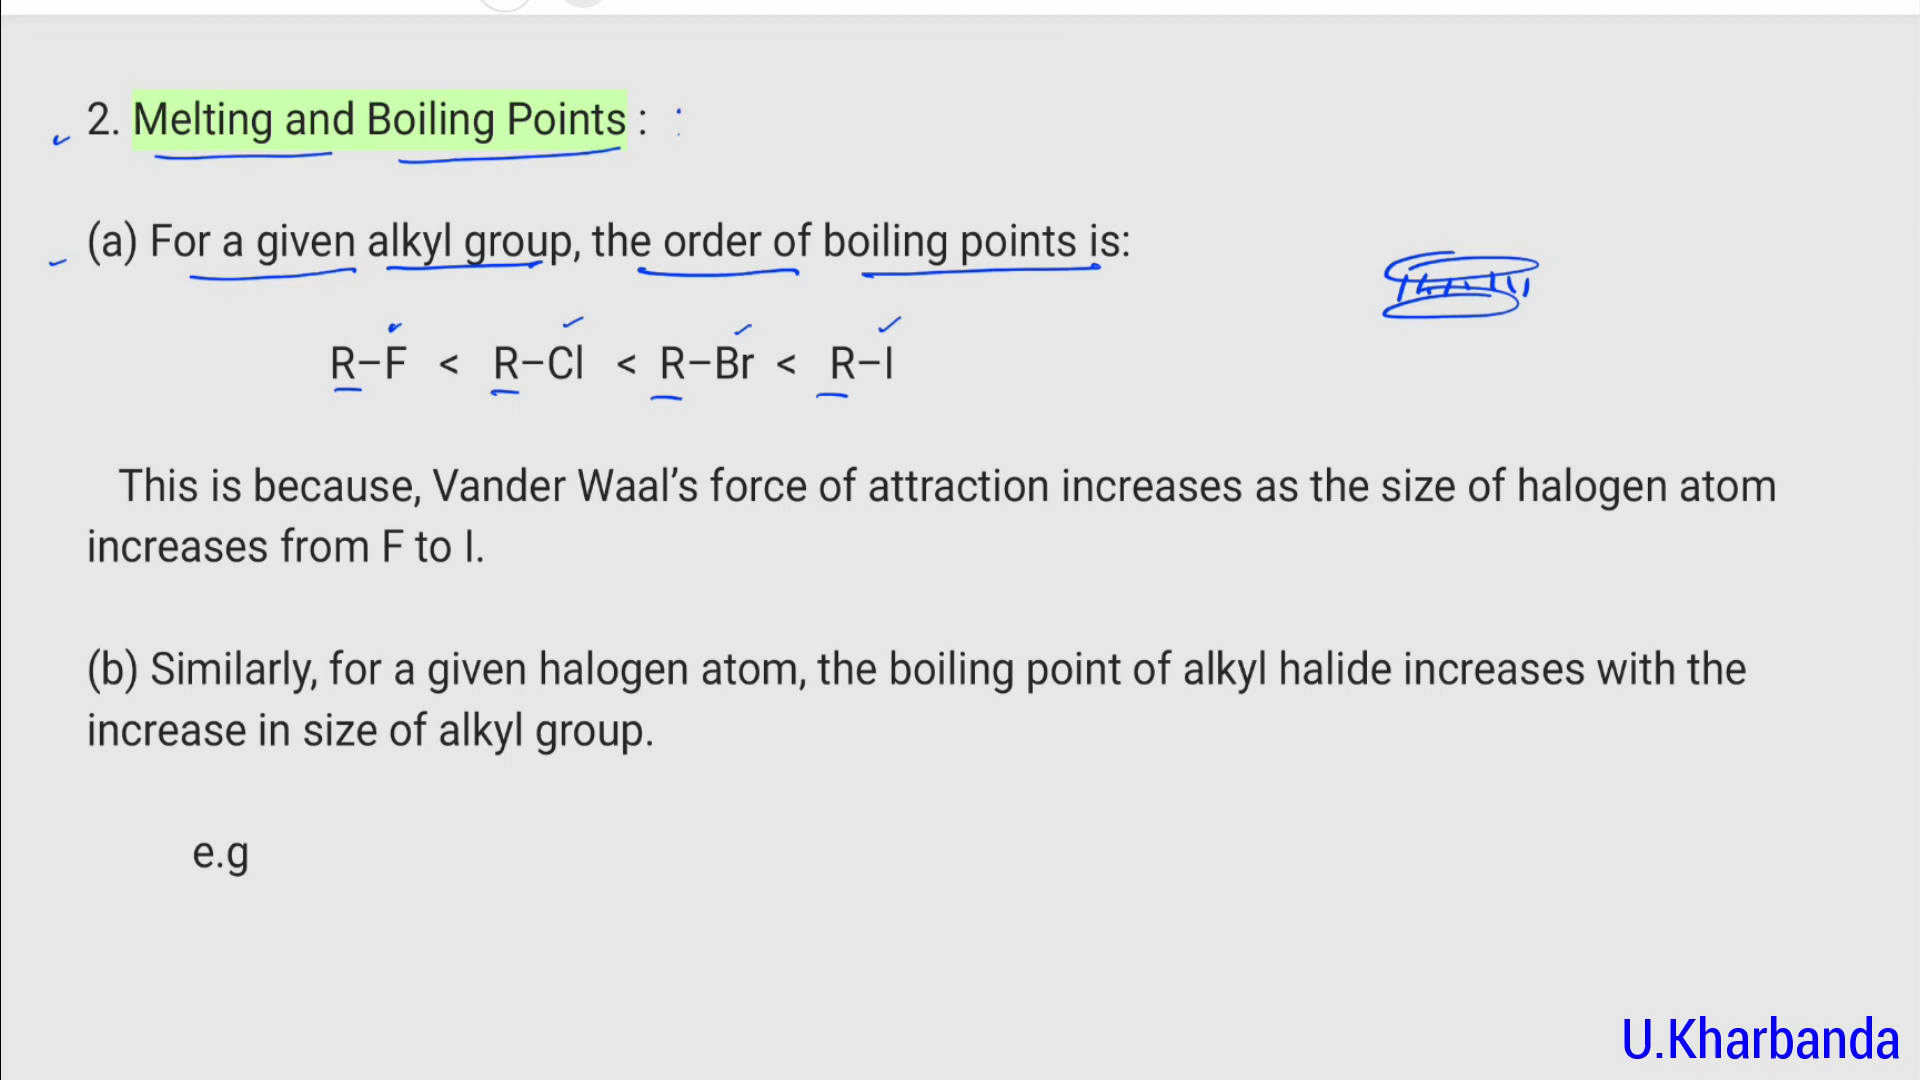 2. Melting and Boiling Points :
(a) For a given alkyl group, the order of boiling points is:
R–F < R–Cl < R–Br < R–I
This is because, Vander Waal’s force of attraction increases as the size of halogen atom
increases from F to I.
(b) Similarly, for a given halogen atom, the boiling point of alkyl halide increases with the
increase in size of alkyl group.
e.g
U.Kharbanda